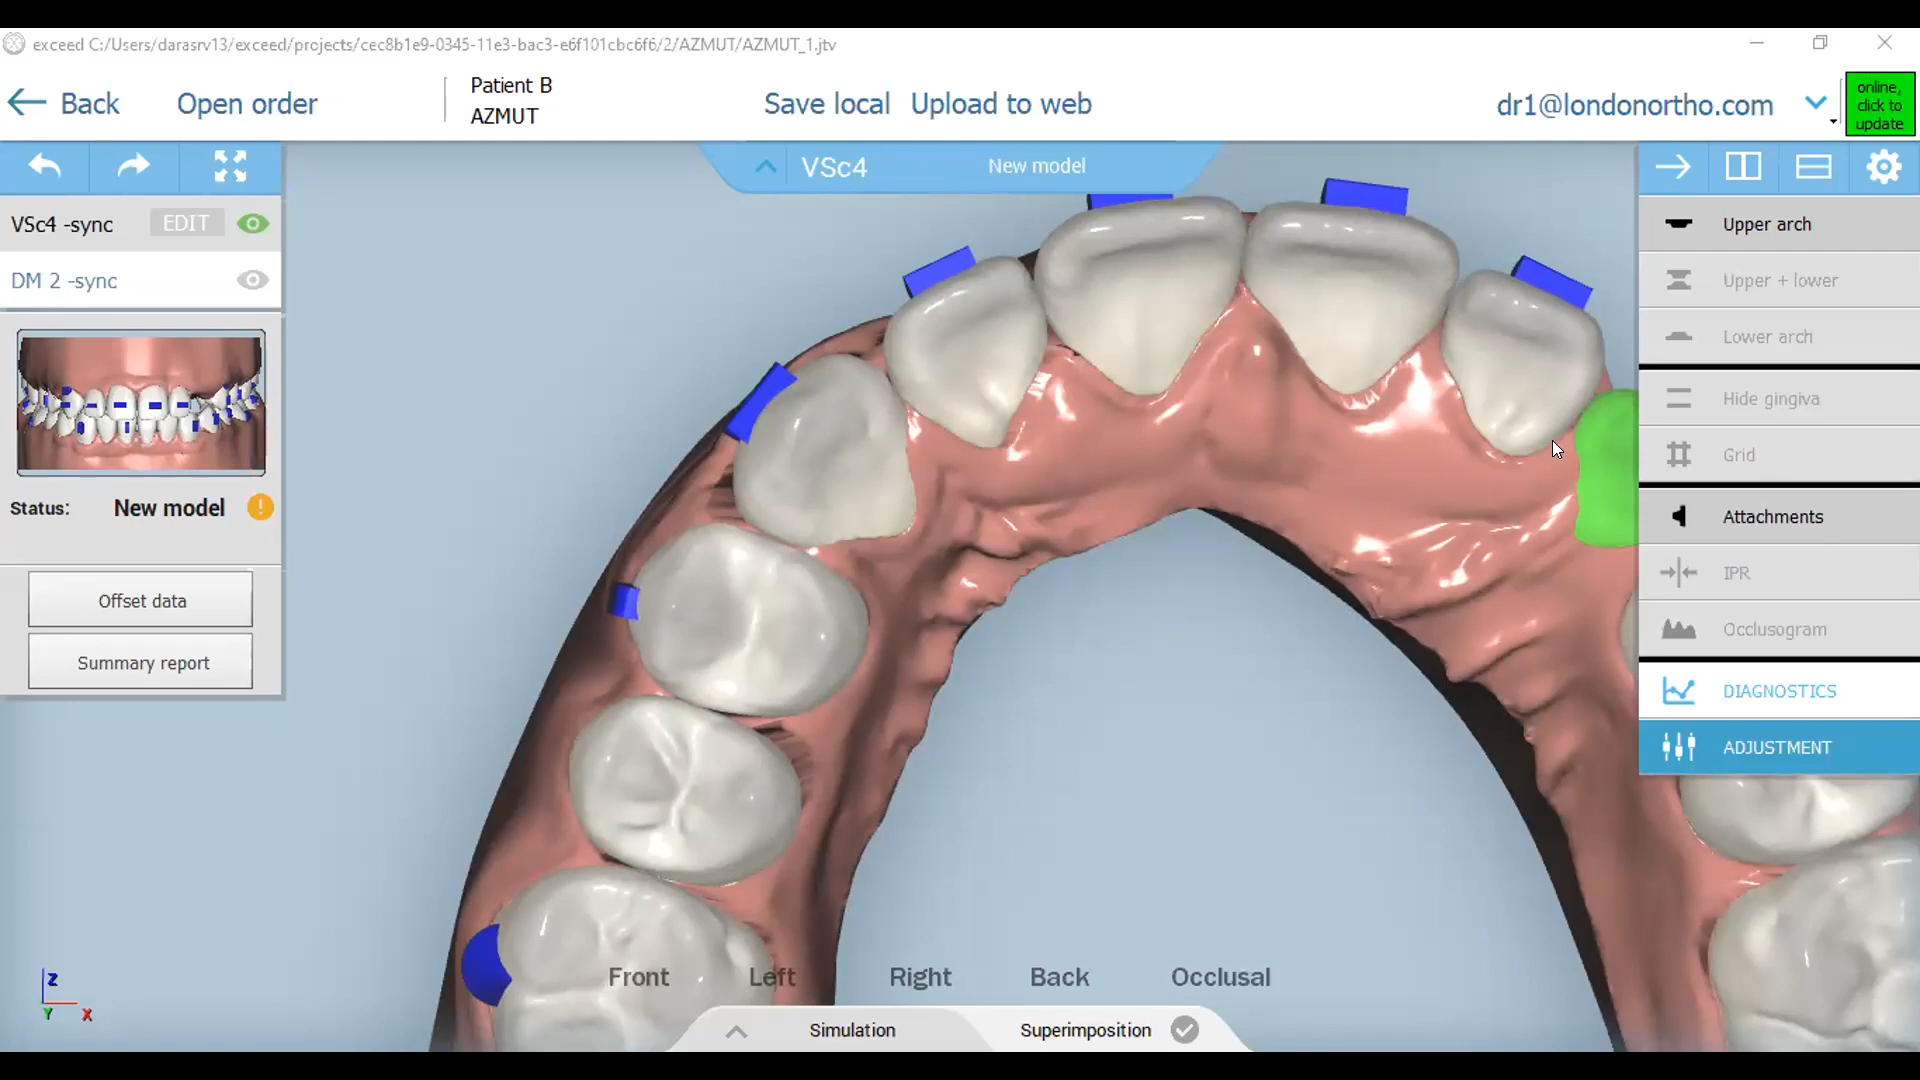 exceed C:/Users/darasrv13/exceed/projects/cec8b1e9-0345-11e3-bac3-e6f101cbc6f6/2/AZMUT/AZMUT_1.jtv
Back
Open order
Patient B
AZMUT
Save local
Upload to web
dr1@londonortho.com
online,
click to
update
VSc4
New model
VSc4 -sync
EDIT
DM 2 -sync
Status:
New model
Offset data
Summary report
Upper arch
Upper + lower
Lower arch
Hide gingiva
Grid
Attachments
IPR
Occlusogram
DIAGNOSTICS
ADJUSTMENT
Z
Y
X
Front
Left
Right
Back
Occlusal
Simulation
Superimposition